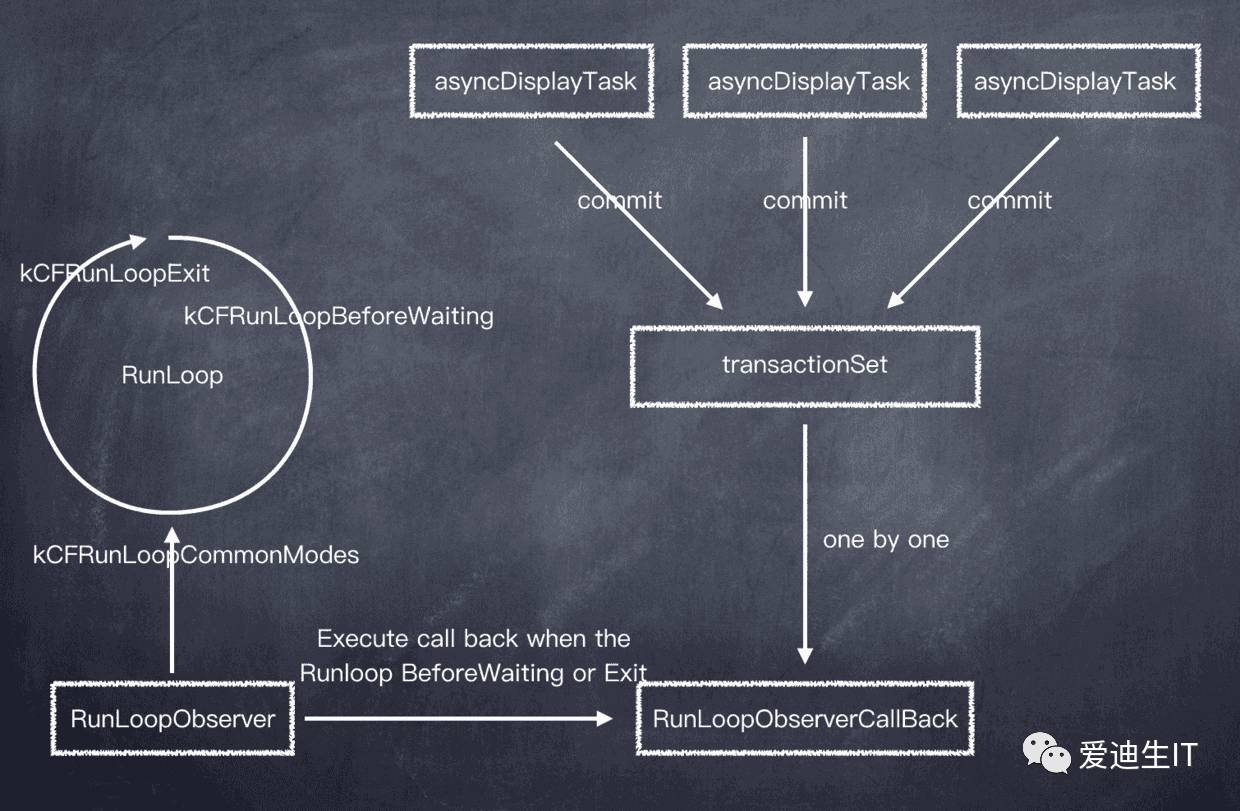 asyncDisplayTask
asyncDisplayTask
asyncDisplayTask
commit
commit
commit
kCFRunLoopExit
kCFRunLoopBeforeWaiting
RunLoop
transactionSet
one by one
kCFRunLoopCommonModes
Execute call back when the
Runloop BeforeWaiting or Exit
RunLoopObserver
RunLoopObserverCallBack
爱迪生IT